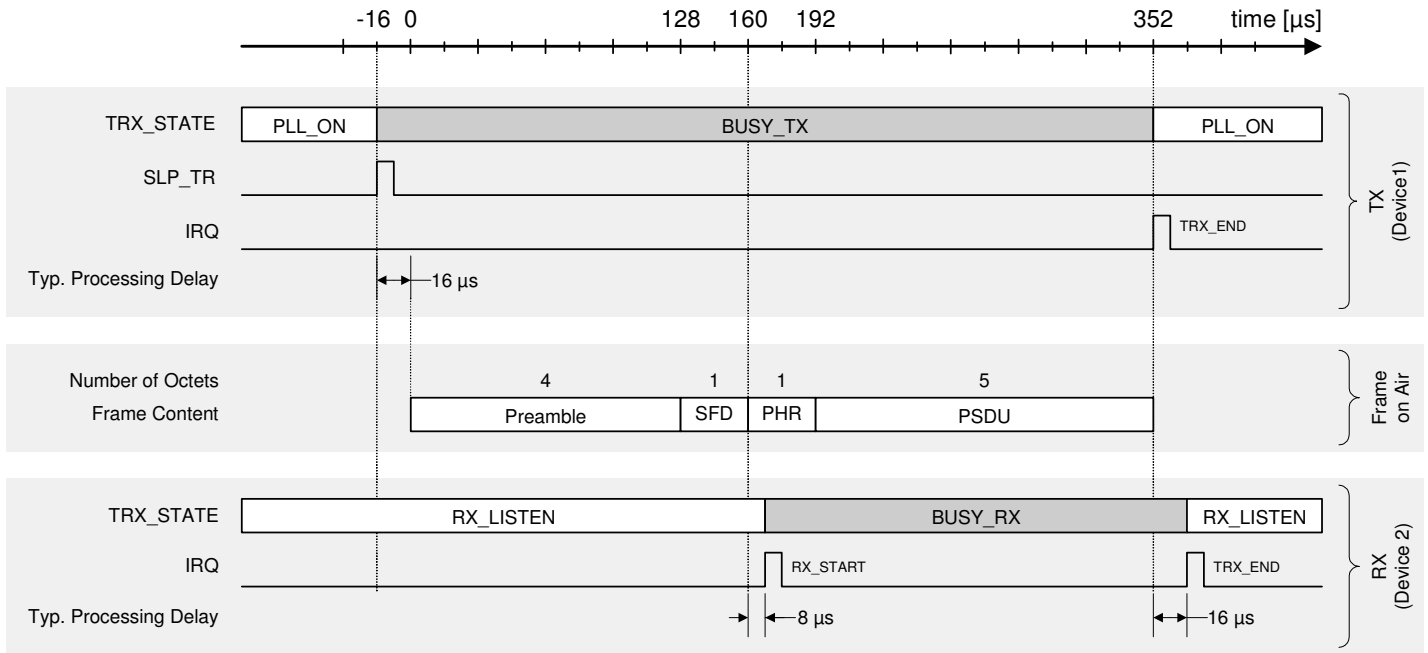 -16 0 128 160 192 352 time [µs]
TRX_STATE PLL_ON BUSY_TX PLL_ON
SLP_TR
IRQ TRX_END
Typ. Processing Delay 16 µs
TX
(Device1)
Number of Octets 4 1 1 5
Frame Content Preamble SFD PHR PSDU
Frame
on Air
TRX_STATE RX_LISTEN BUSY_RX RX_LISTEN
IRQ RX_START TRX_END
Typ. Processing Delay 8 µs 16 µs
RX
(Device 2)